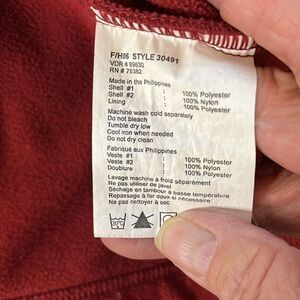 F/H06 STYLE 30491
VDR # 89630
RN # 76382
Made in the Philippines
Shell #1 : 100% Polyester
Shell #2 : 100% Nylon
Lining : 100% Polyester
Machine wash cold separately
Do not bleach
Tumble dry low
Cool iron when needed
Do not dry clean
Fabriqué aux Philippines
Veste #1 : 100% Polyester
Veste #2 : 100% Nylon
Doublure : 100% Polyester
Lavage machine à froid séparément
Ne pas utiliser de javel
Séchage en tambour à basse température
Repassage à fer doux si nécessaire
Ne pas nettoyer à sec
30°C